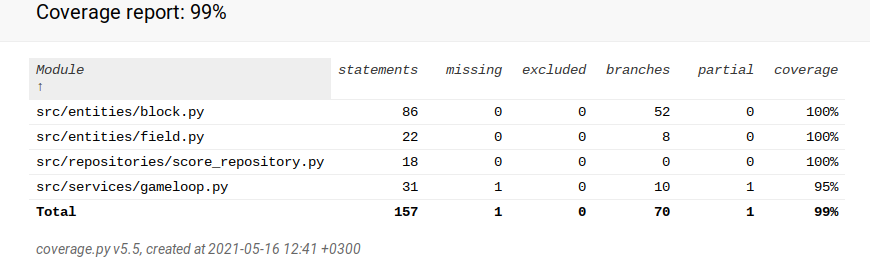 Coverage report: 99%
Module statements missing excluded branches partial coverage
↑
src/entities/block.py 86 0 0 52 0 100%
src/entities/field.py 22 0 0 8 0 100%
src/repositories/score_repository.py 18 0 0 0 0 100%
src/services/gameloop.py 31 1 0 10 1 95%
Total 157 1 0 70 1 99%
coverage.py v5.5, created at 2021-05-16 12:41 +0300